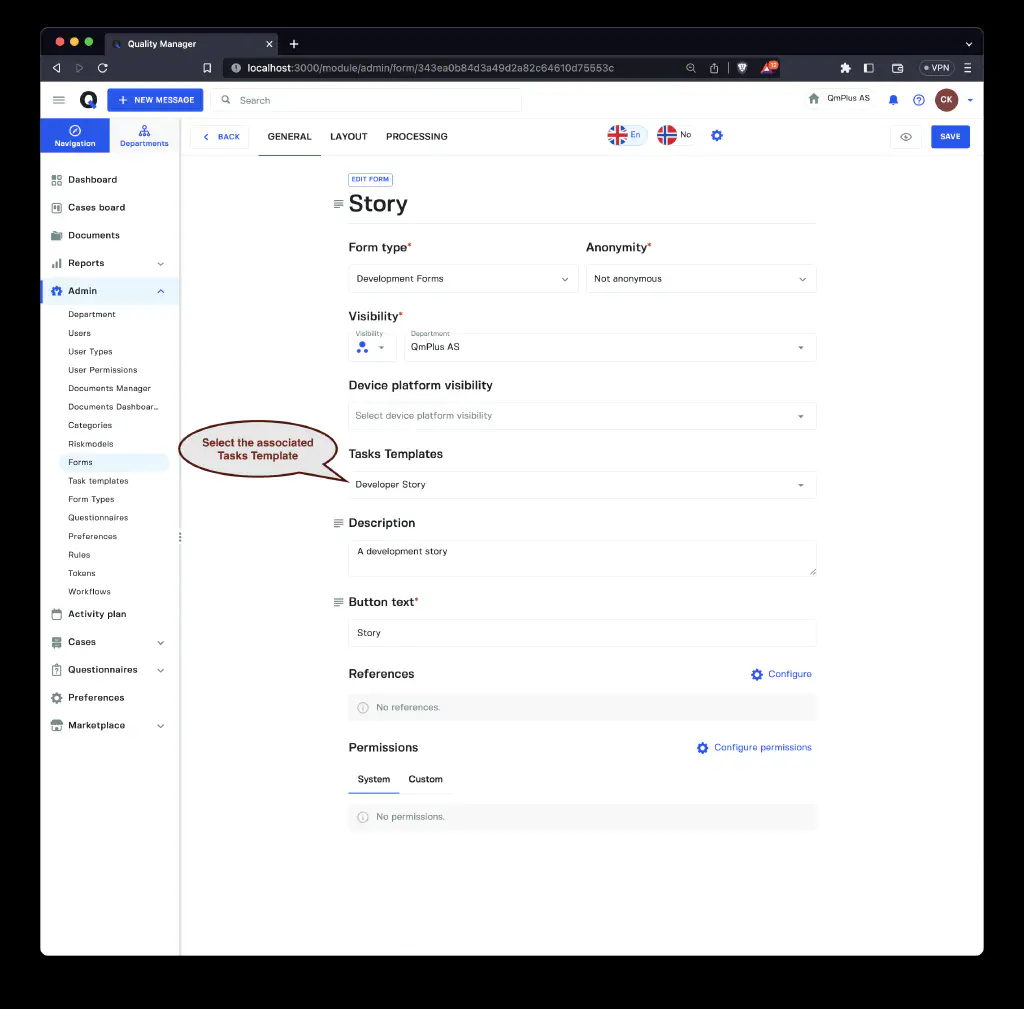 Quality Manager
localhost:3000/module/admin/form/343ea0b84d3a49d2a82c64610d75553c
12
VPN
NEW MESSAGE
Search
QmPlus AS
CK
Navigation
Departments
BACK
GENERAL
LAYOUT
PROCESSING
En
No
SAVE
Dashboard
Cases board
Documents
Reports
Admin
Department
Users
User Types
User Permissions
Documents Manager
Documents Dashboar...
Categories
Riskmodels
Forms
Task templates
Form Types
Questionnaires
Preferences
Rules
Tokens
Workflows
Activity plan
Cases
Questionnaires
Preferences
Marketplace
EDIT FORM
Story
Form type*
Anonymity*
Development Forms
Not anonymous
Visibility*
Visibility
Department
QmPlus AS
Device platform visibility
Select device platform visibility
Select the associated
Tasks Template
Tasks Templates
Developer Story
Description
A development story
Button text*
Story
References
Configure
No references.
Permissions
Configure permissions
System
Custom
No permissions.